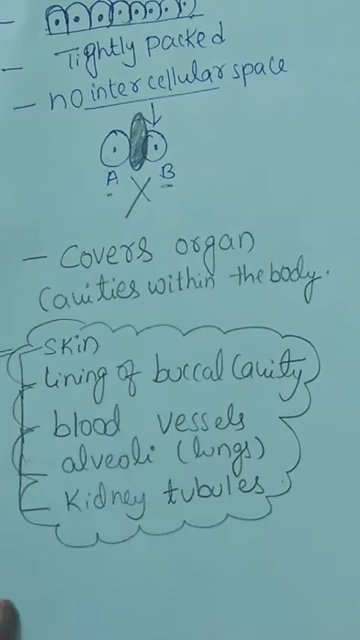 - Tightly packed
- no intercellular space
A B
- Covers organ
cavities within the body.
skin
lining of buccal cavity
blood vessels
alveoli (lungs)
Kidney tubules